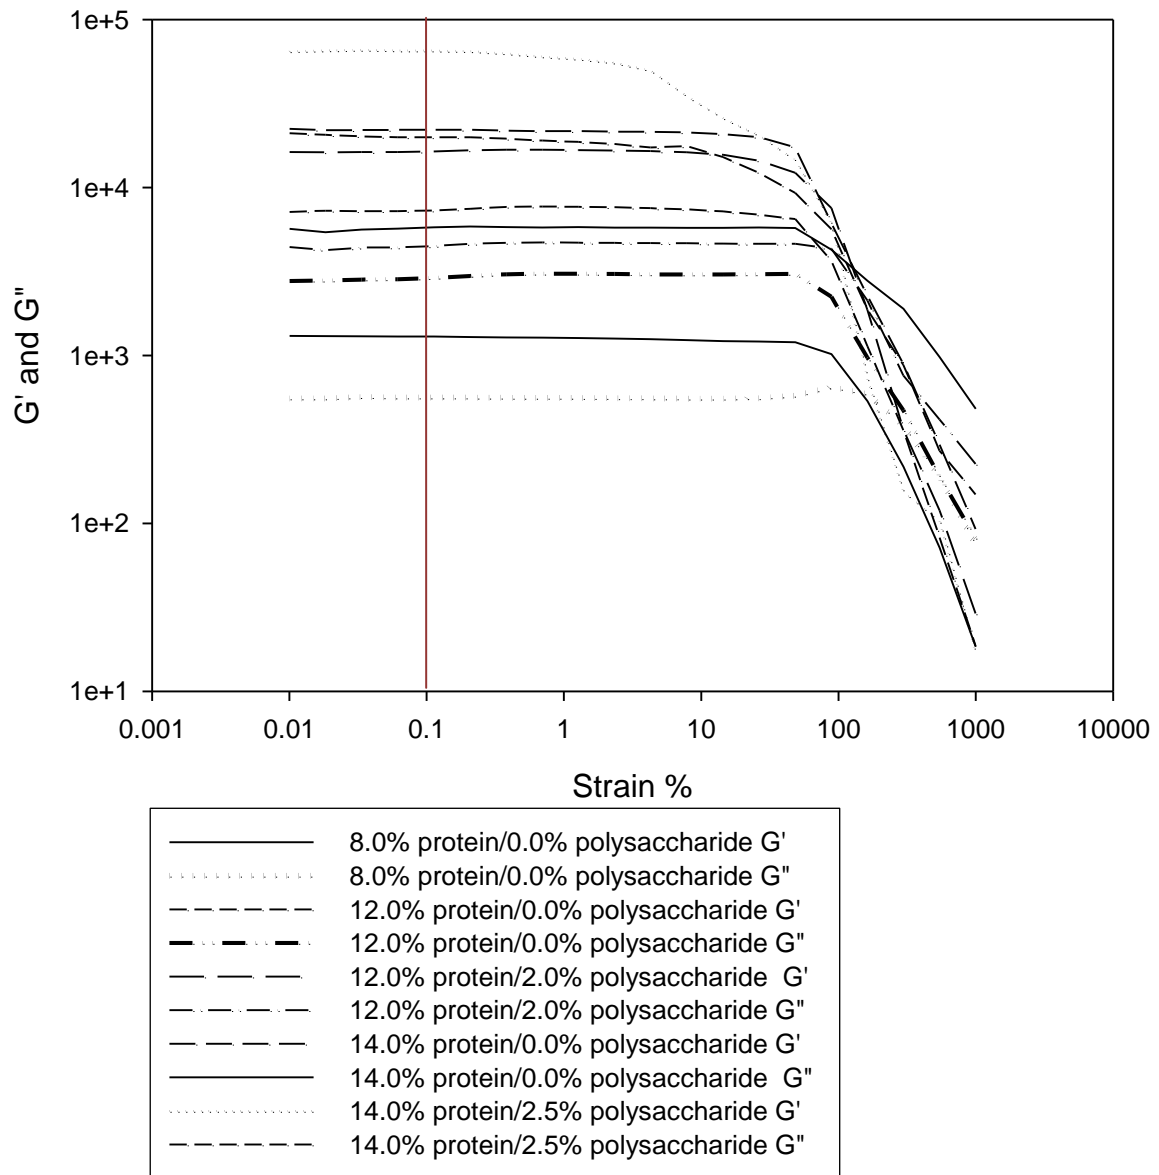 1e+5
1e+4
1e+3
1e+2
1e+1
G' and G"
0.001 0.01 0.1 1 10 100 1000 10000
Strain %
8.0% protein/0.0% polysaccharide G'
8.0% protein/0.0% polysaccharide G"
12.0% protein/0.0% polysaccharide G'
12.0% protein/0.0% polysaccharide G"
12.0% protein/2.0% polysaccharide G'
12.0% protein/2.0% polysaccharide G"
14.0% protein/0.0% polysaccharide G'
14.0% protein/0.0% polysaccharide G"
14.0% protein/2.5% polysaccharide G'
14.0% protein/2.5% polysaccharide G"